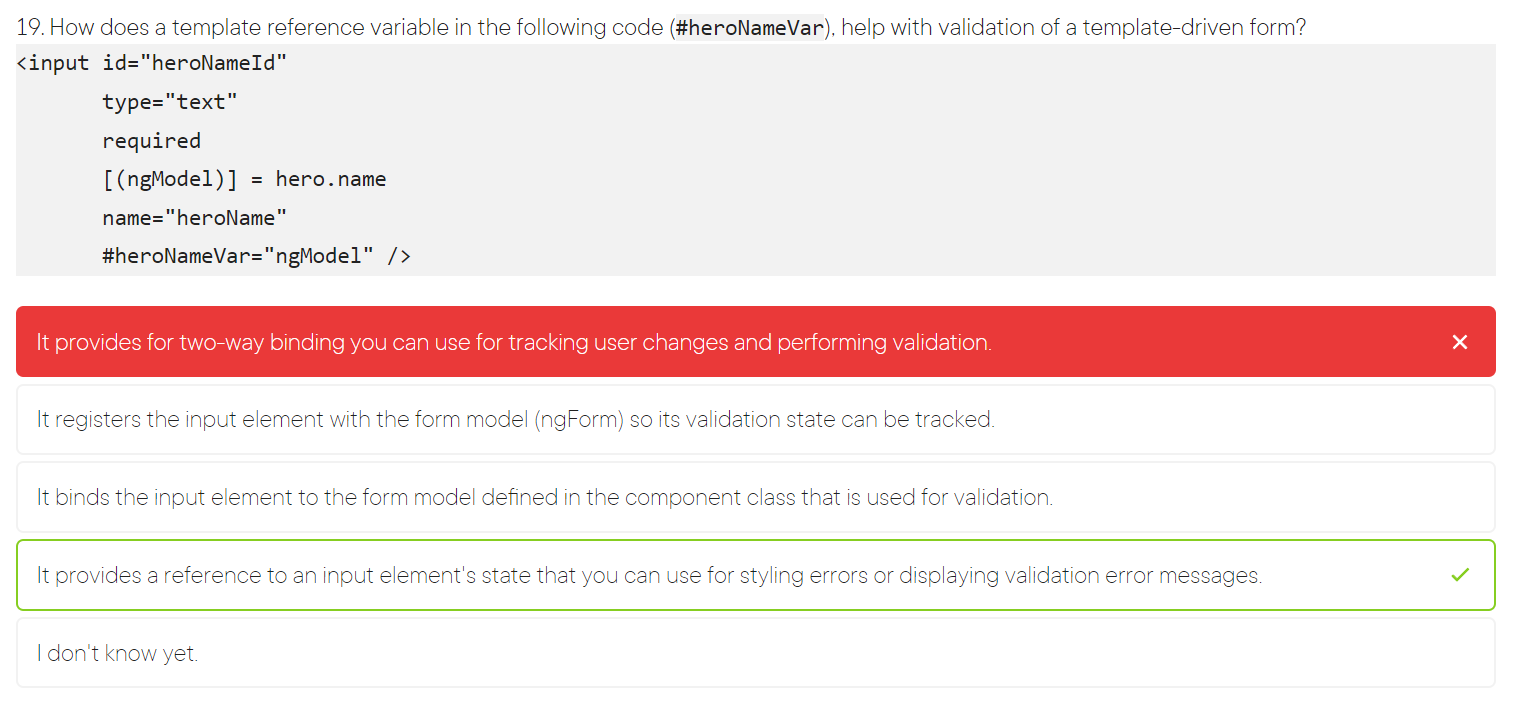 19. How does a template reference variable in the following code (#heroNameVar), help with validation of a template-driven form?
<input id="heroNameId"
type="text"
required
[(ngModel)] = hero.name
name="heroName"
#heroNameVar="ngModel" />
It provides for two-way binding you can use for tracking user changes and performing validation.
It registers the input element with the form model (ngForm) so its validation state can be tracked.
It binds the input element to the form model defined in the component class that is used for validation.
It provides a reference to an input element's state that you can use for styling errors or displaying validation error messages.
I don't know yet.